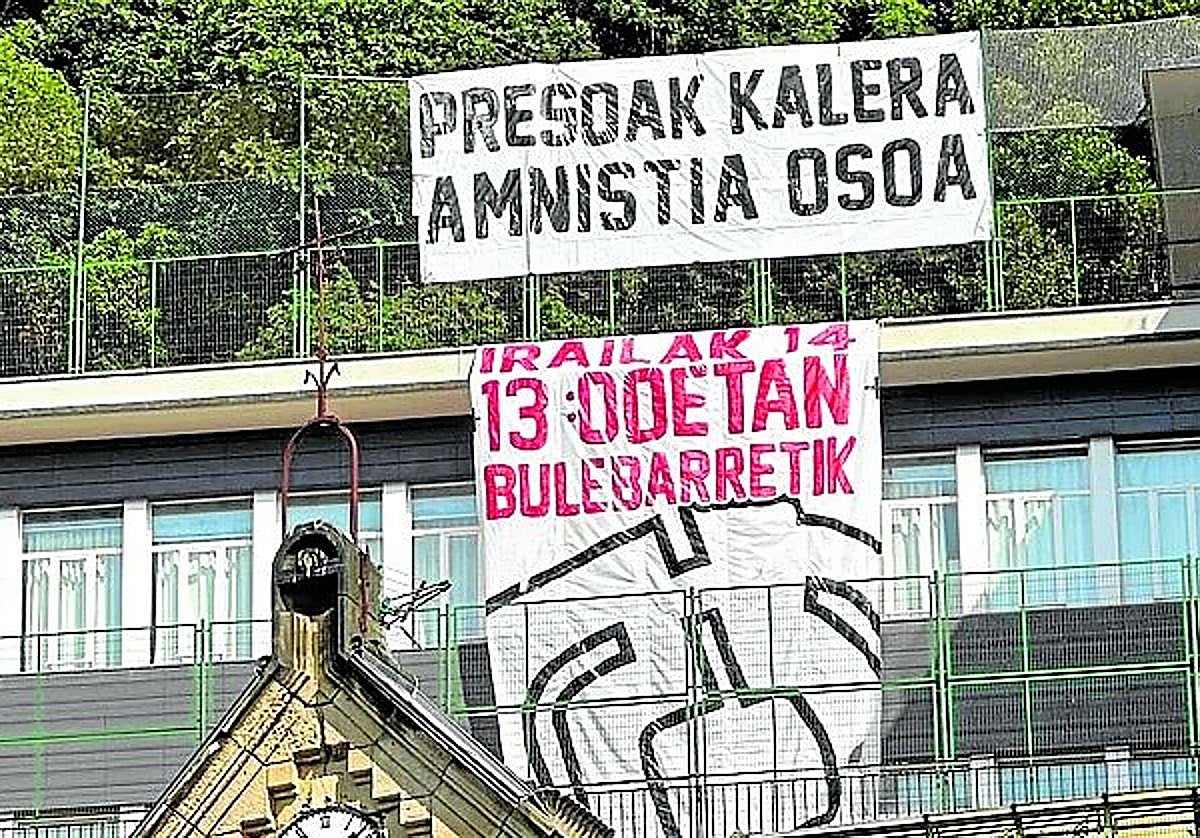 PRESOAK KALERA
AMNISTIA OSOA
IRAILAK 14
13:00ETAN
BULEBARRETIK